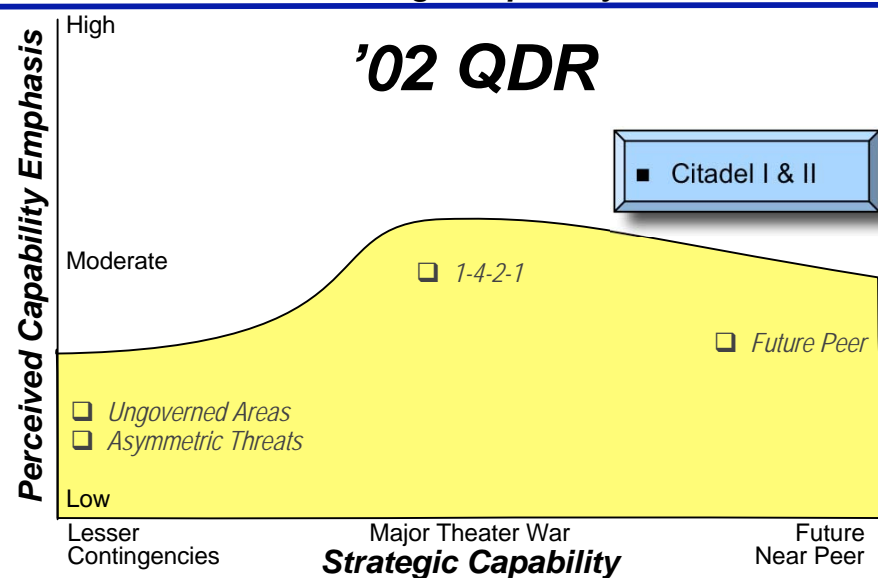 High
'02 QDR
Perceived Capability Emphasis
▪ Citadel I & II
Moderate
❑ 1-4-2-1
❑ Future Peer
❑ Ungoverned Areas
❑ Asymmetric Threats
Low
Lesser
Contingencies
Major Theater War
Future
Near Peer
Strategic Capability